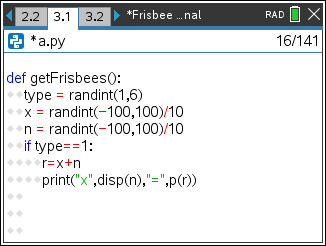 2.2 3.1 3.2 *Frisbee ...nal RAD
*a.py 16/141
def getFrisbees():
type = randint(1,6)
x = randint(-100,100)/10
n = randint(-100,100)/10
if type==1:
r=x+n
print("x",disp(n),"=",p(r))